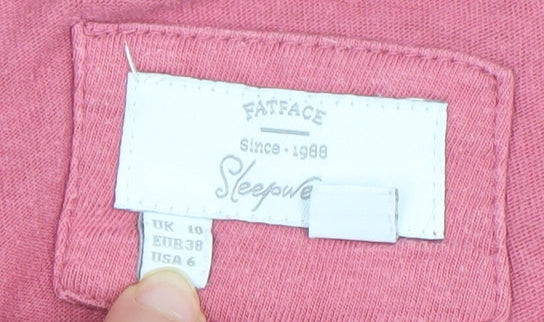 FATFACE
Since - 1988
Sleepwe
UK 10
EUR 38
USA 6